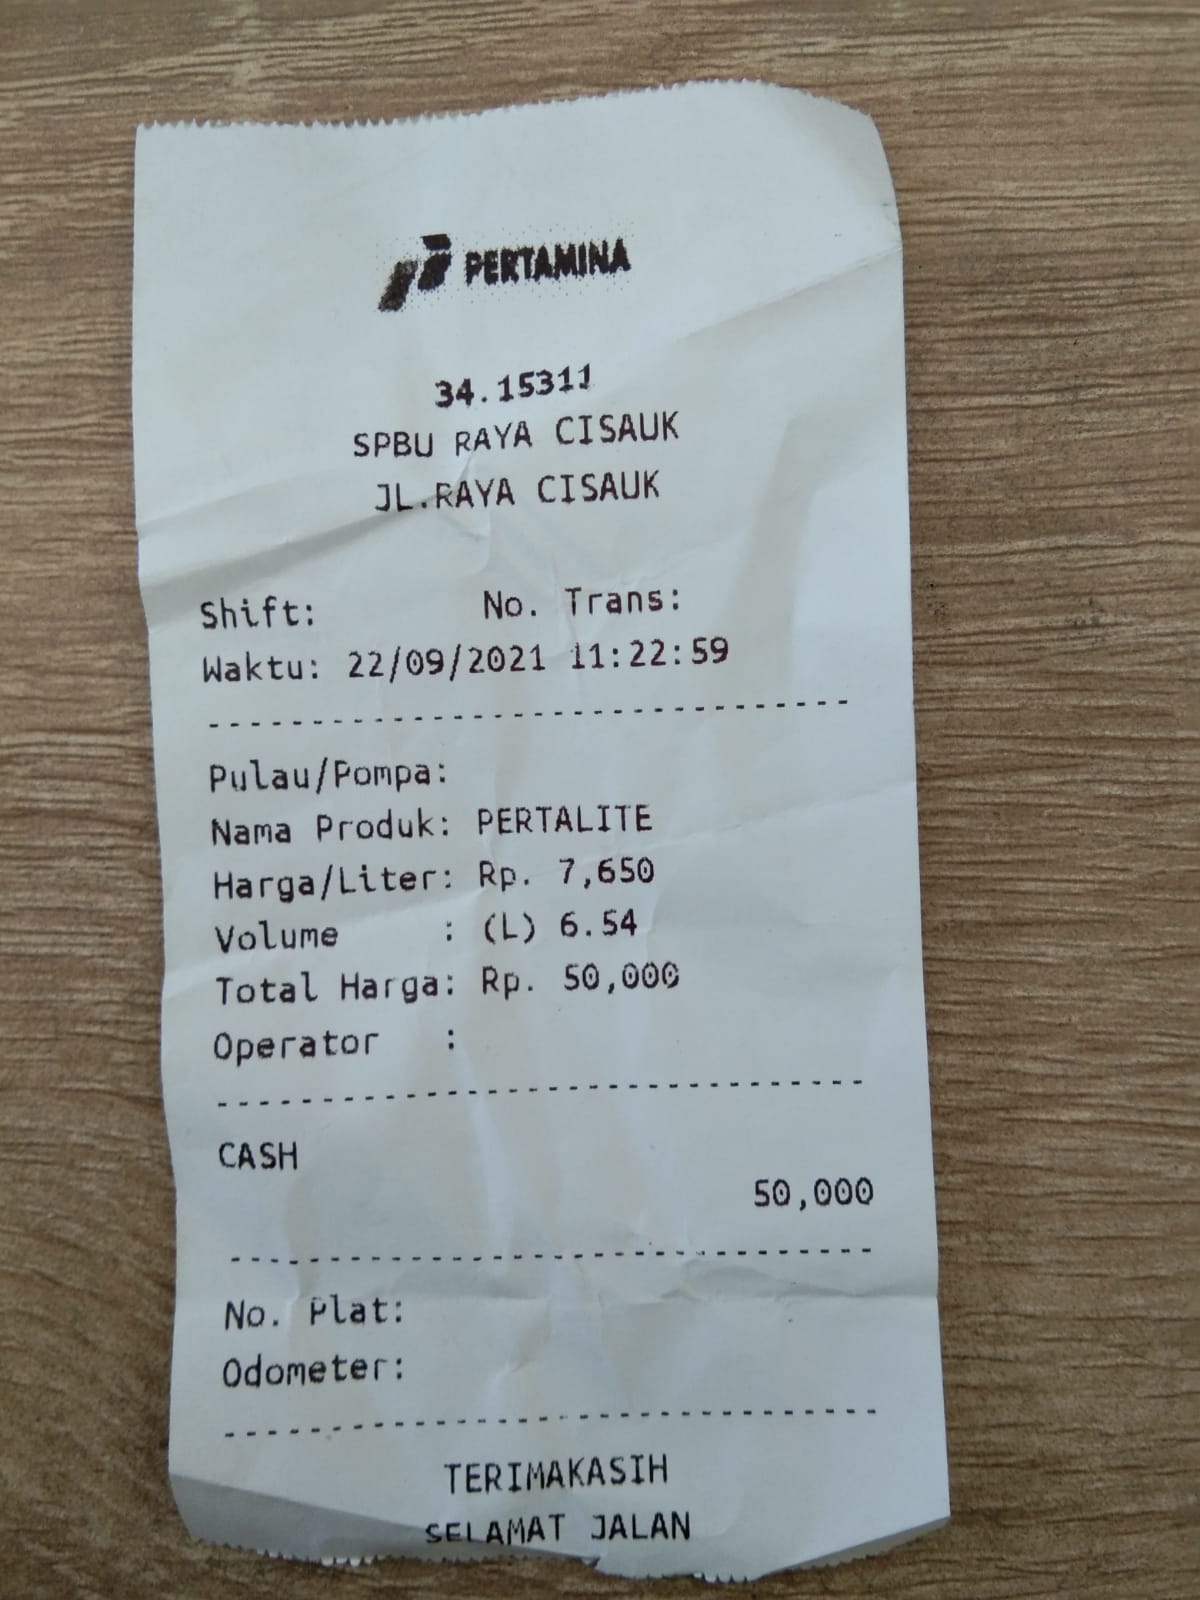 PERTAMINA
34.15311
SPBU RAYA CISAUK
JL.RAYA CISAUK
Shift: No. Trans:
Waktu: 22/09/2021 11:22:59
--------------------------------
Pulau/Pompa:
Nama Produk: PERTALITE
Harga/Liter: Rp. 7,650
Volume : (L) 6.54
Total Harga: Rp. 50,000
Operator :
--------------------------------
CASH
50,000
--------------------------------
No. Plat:
Odometer:
--------------------------------
TERIMAKASIH
SELAMAT JALAN